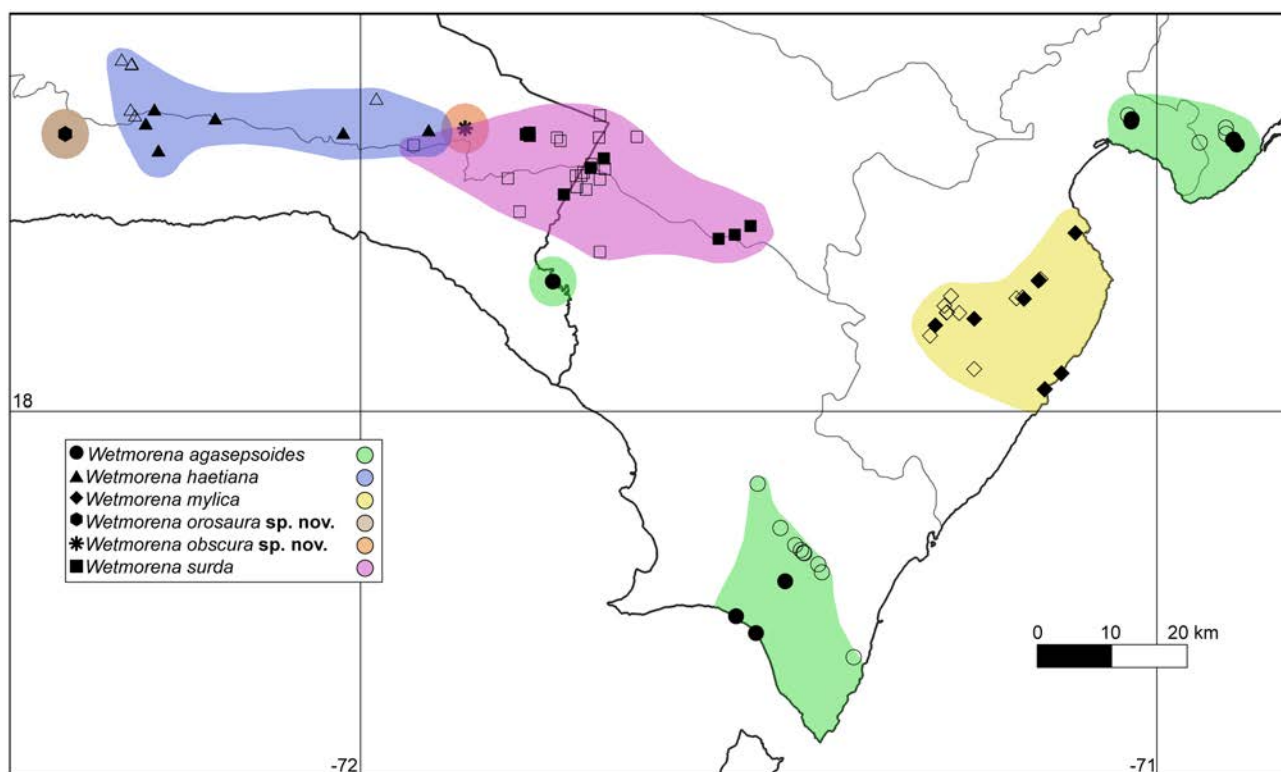 18
Wetmorena agasepsoides
Wetmorena haetiana
Wetmorena mylica
Wetmorena orosaura sp. nov.
Wetmorena obscura sp. nov.
Wetmorena surda
0 10 20 km
-72 -71